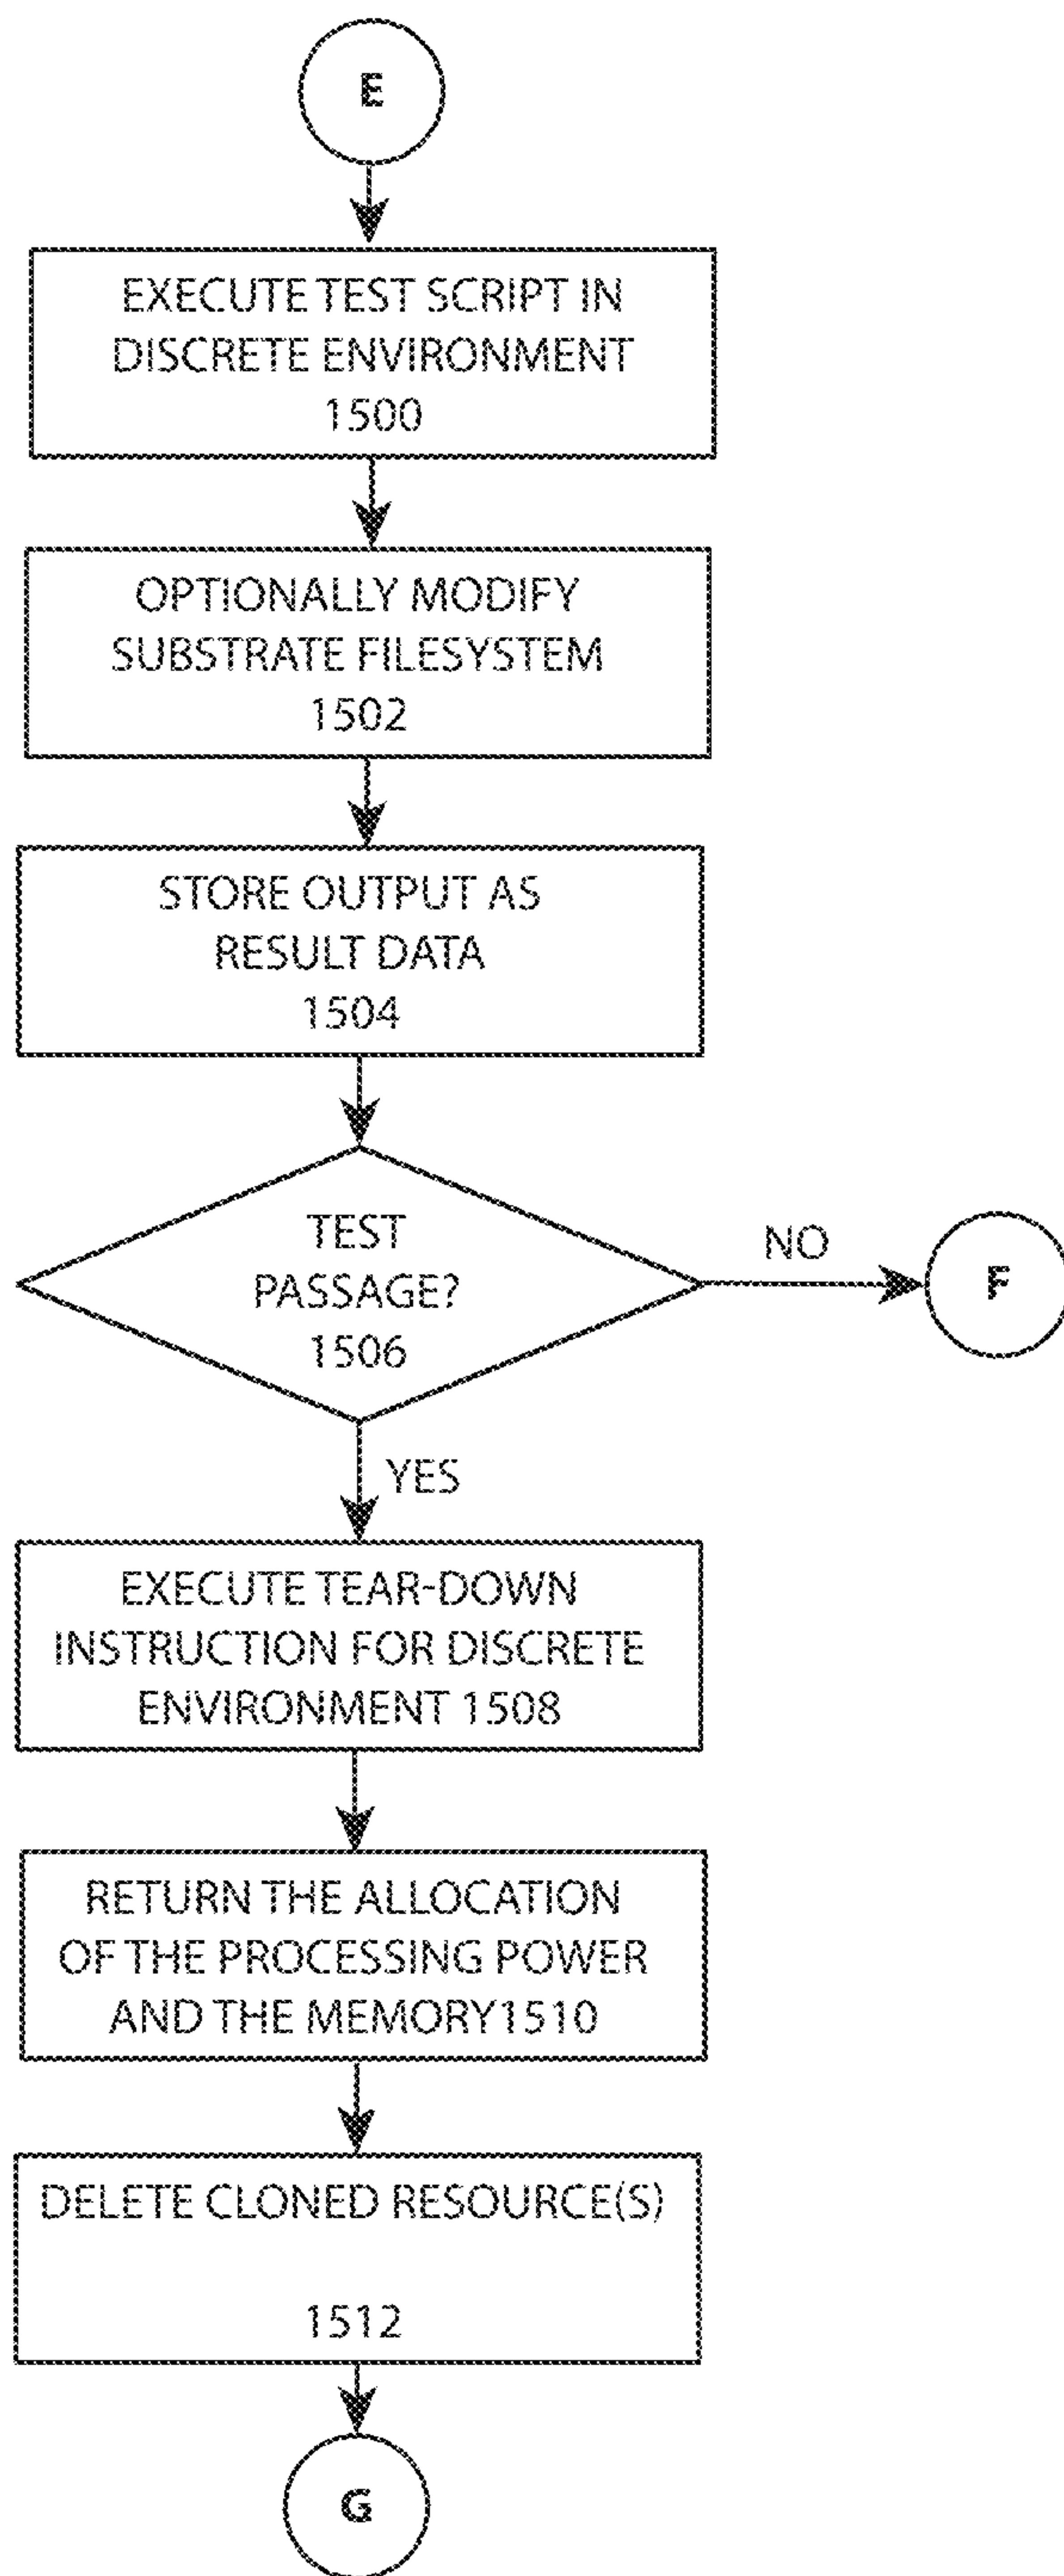 E
EXECUTE TEST SCRIPT IN
DISCRETE ENVIRONMENT
1500
OPTIONALLY MODIFY
SUBSTRATE FILESYSTEM
1502
STORE OUTPUT AS
RESULT DATA
1504
TEST
PASSAGE?
1506
NO
F
YES
EXECUTE TEAR-DOWN
INSTRUCTION FOR DISCRETE
ENVIRONMENT 1508
RETURN THE ALLOCATION
OF THE PROCESSING POWER
AND THE MEMORY1510
DELETE CLONED RESOURCE(S)
1512
G